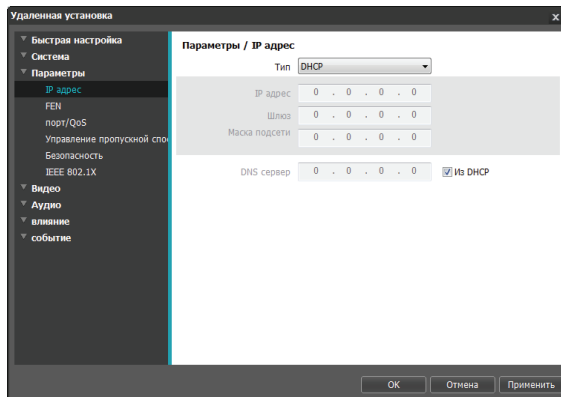 Удаленная установка
x
Быстрая настройка
Система
Параметры
IP адрес
FEN
порт/QoS
Управление пропускной спо
Безопасность
IEEE 802.1X
Видео
Аудио
влияние
событие
Параметры / IP адрес
Тип DHCP
IP адрес 0 . 0 . 0 . 0
Шлюз 0 . 0 . 0 . 0
Маска подсети 0 . 0 . 0 . 0
DNS сервер 0 . 0 . 0 . 0 Из DHCP
OK Отмена Применить